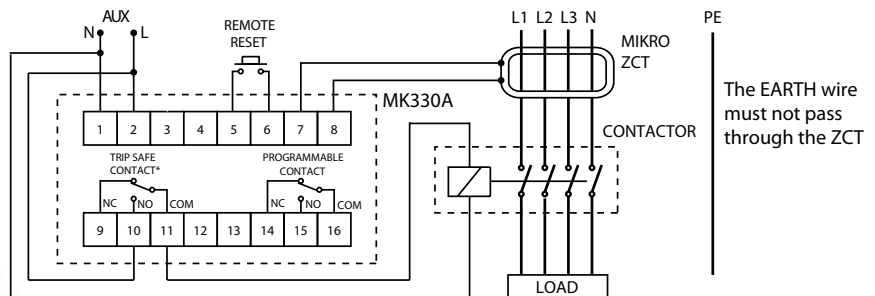 AUX
N L
REMOTE
RESET
L1 L2 L3 N
PE
MIKRO
ZCT
MK330A
The EARTH wire
must not pass
through the ZCT
1 2 3 4 5 6 7 8
CONTACTOR
TRIP SAFE
CONTACT*
PROGRAMMABLE
CONTACT
NC NO COM
NC NO COM
9 10 11 12 13 14 15 16
LOAD